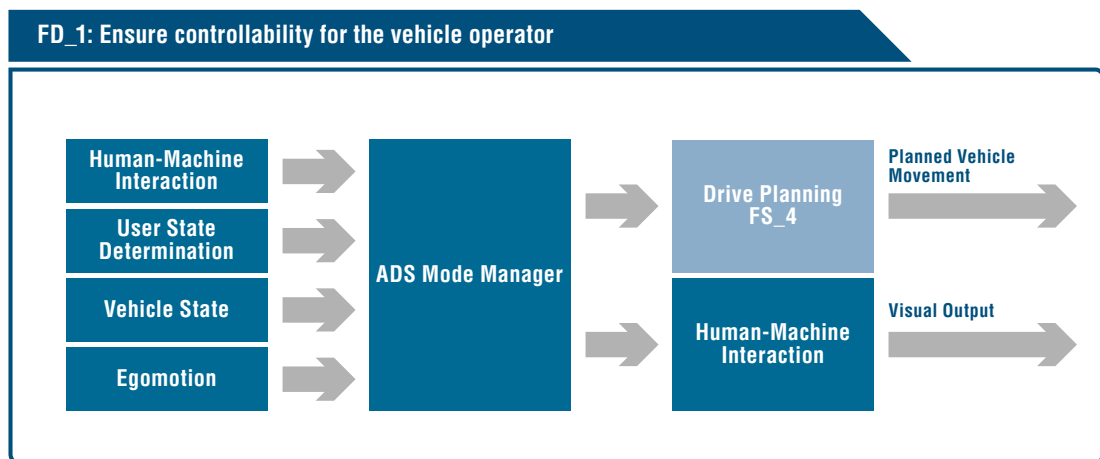 FD_1: Ensure controllability for the vehicle operator
Human-Machine
Interaction
User State
Determination
Vehicle State
Egomotion
ADS Mode Manager
Drive Planning
FS_4
Human-Machine
Interaction
Planned Vehicle
Movement
Visual Output